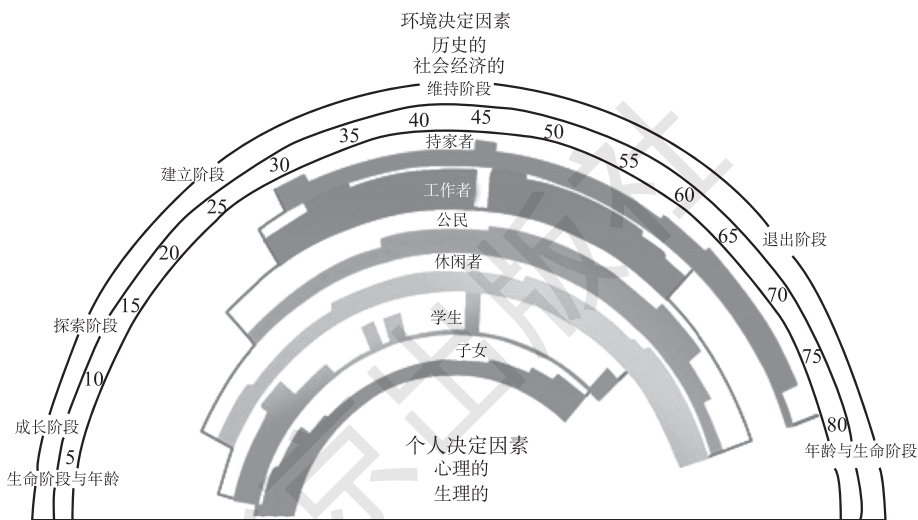 环境决定因素
历史的
社会经济的
维持阶段
40
45
35
50
持家者
30
55
建立阶段
工作者
60
25
公民
65
退出阶段
20
休闲者
70
15
学生
探索阶段
子女
75
10
80
成长阶段
个人决定因素
年龄与生命阶段
5
心理的
生命阶段与年龄
生理的
京出版社